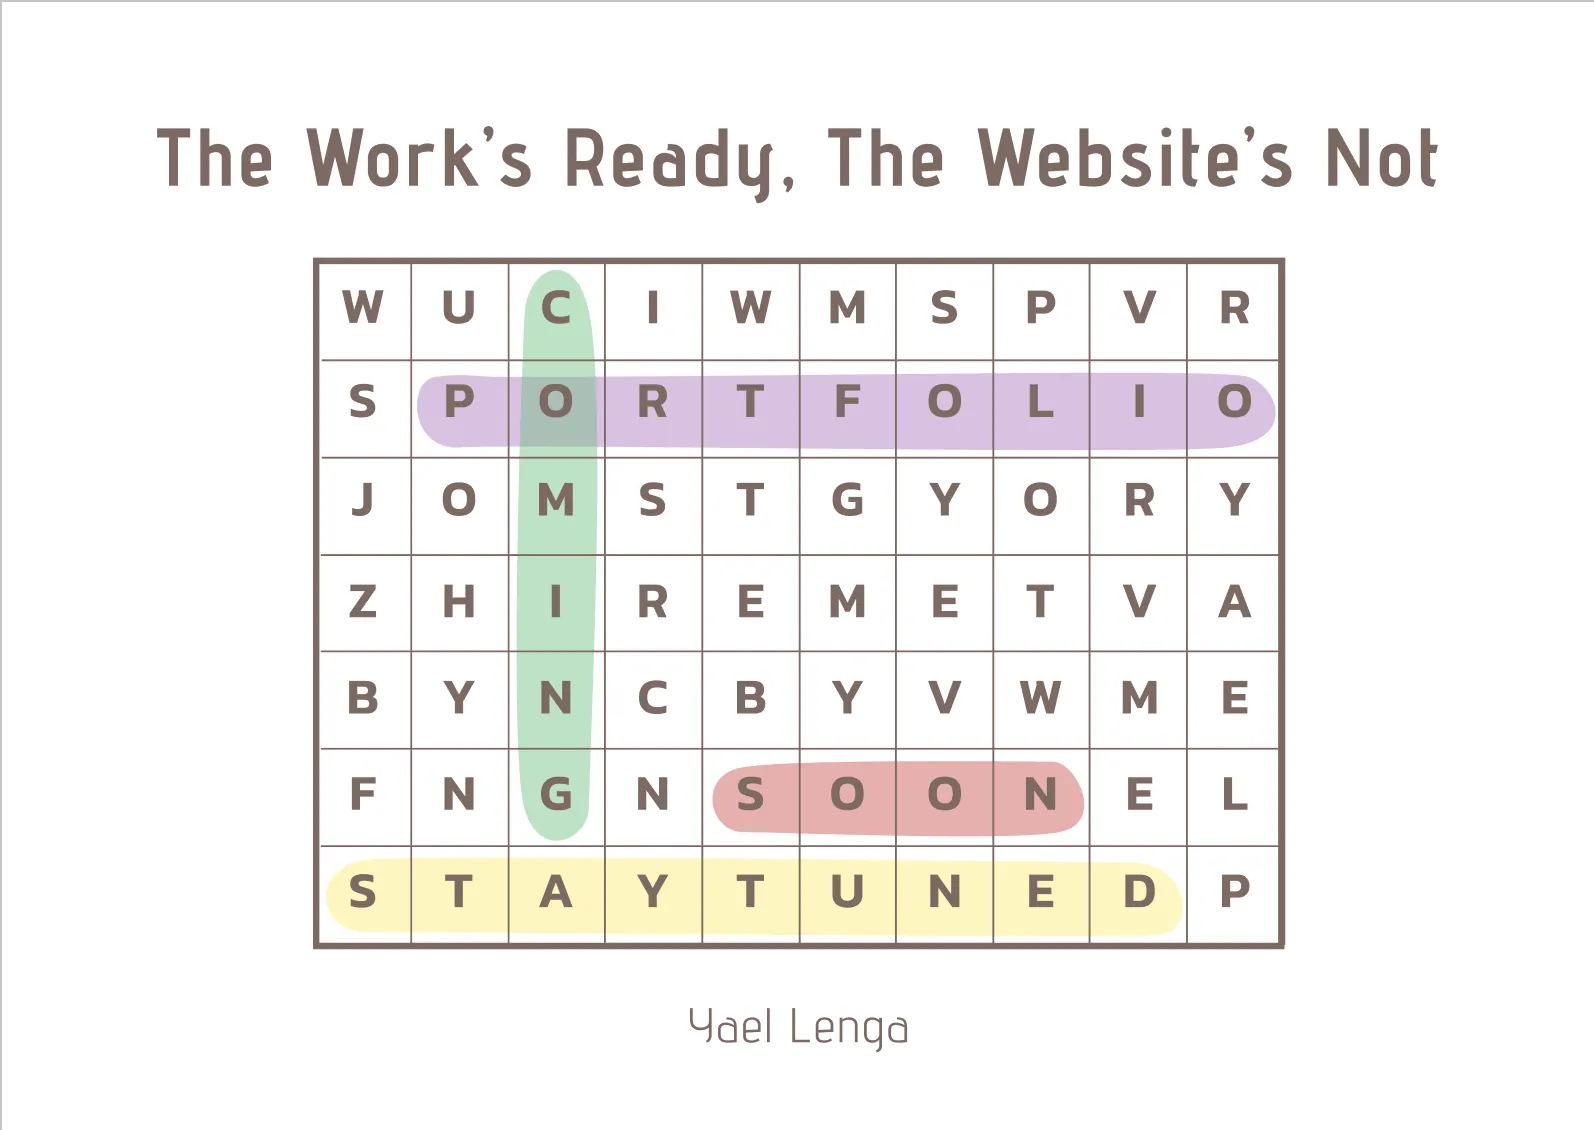 The Work’s Ready, The Website’s Not
W U C I W M S P V R
S P O R T F O L I O
J O M S T G Y O R Y
Z H I R E M E T V A
B Y N C B Y V W M E
F N G N S O O N E L
S T A Y T U N E D P
Yael Lenga